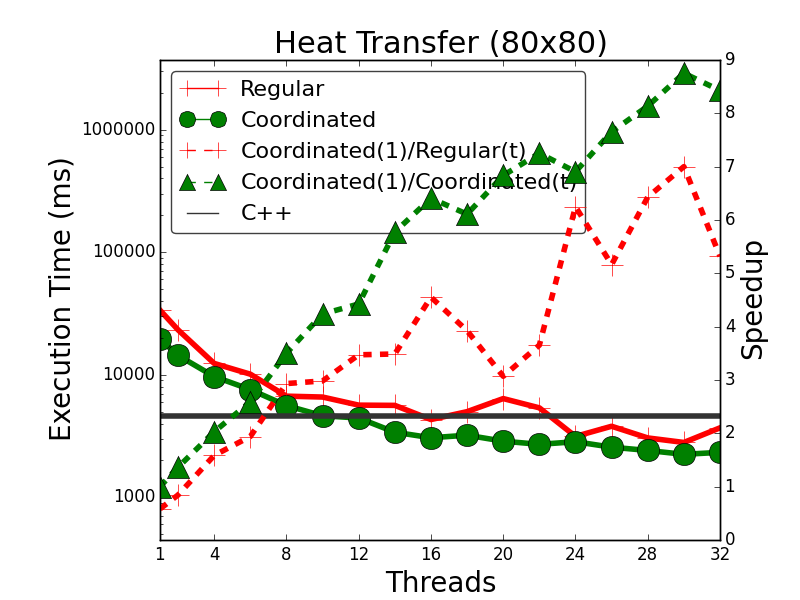 Heat Transfer (80x80)
Regular
Coordinated
Coordinated(1)/Regular(t)
Coordinated(1)/Coordinated(t)
C++
Execution Time (ms)
1000000
100000
10000
1000
Speedup
9
8
7
6
5
4
3
2
1
0
1 4 8 12 16 20 24 28 32
Threads